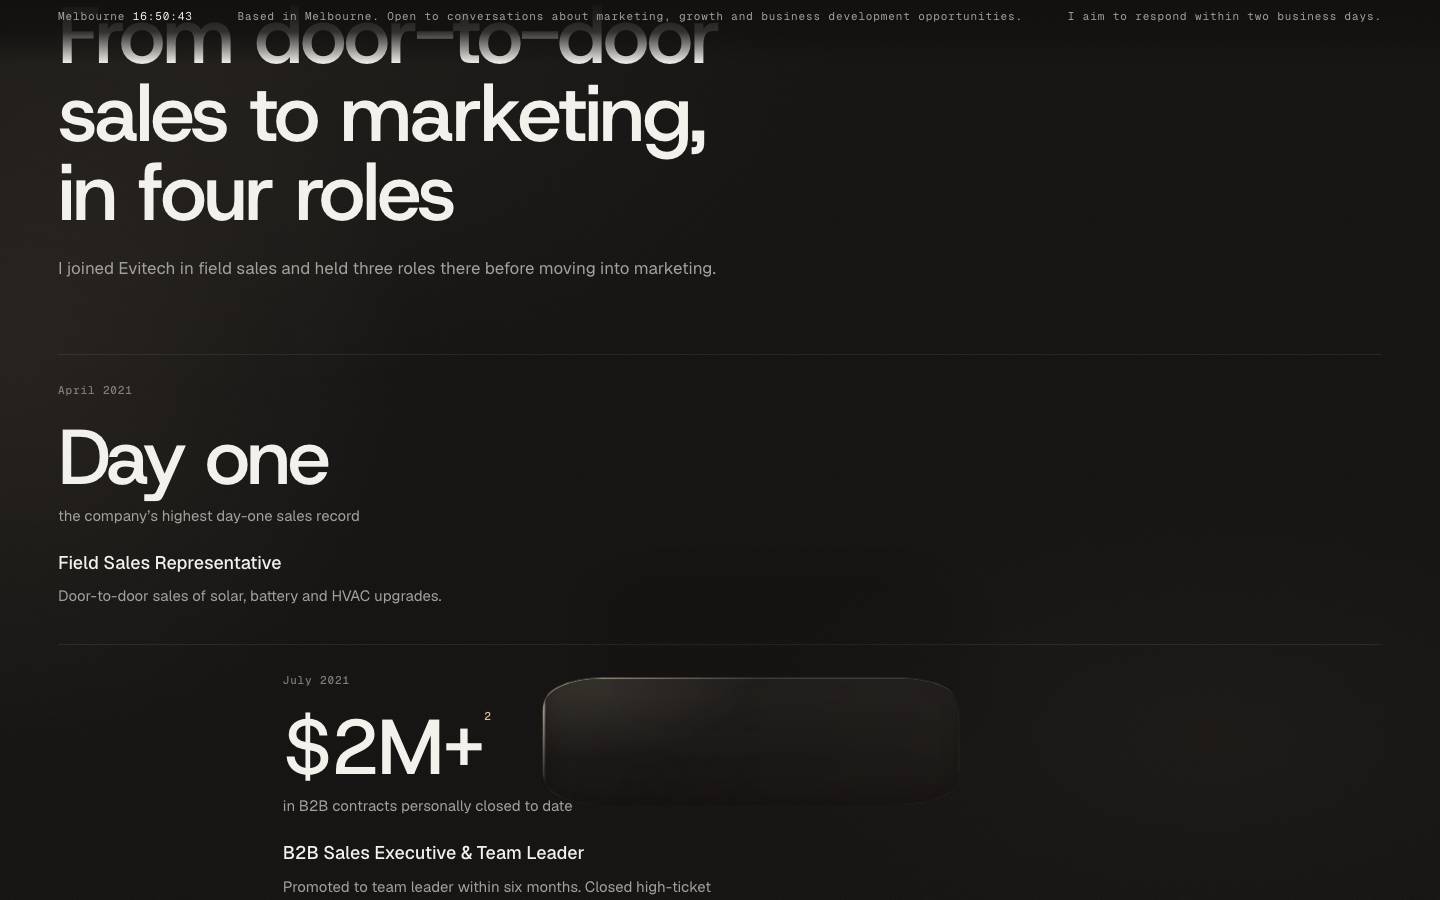 Melbourne 16:50:43 Based in Melbourne. Open to conversations about marketing, growth and business development opportunities. I aim to respond within two business days.
From door-to-door
sales to marketing,
in four roles
I joined Evitech in field sales and held three roles there before moving into marketing.
April 2021
Day one
the company’s highest day-one sales record
Field Sales Representative
Door-to-door sales of solar, battery and HVAC upgrades.
July 2021
$2M+ 2
in B2B contracts personally closed to date
B2B Sales Executive & Team Leader
Promoted to team leader within six months. Closed high-ticket